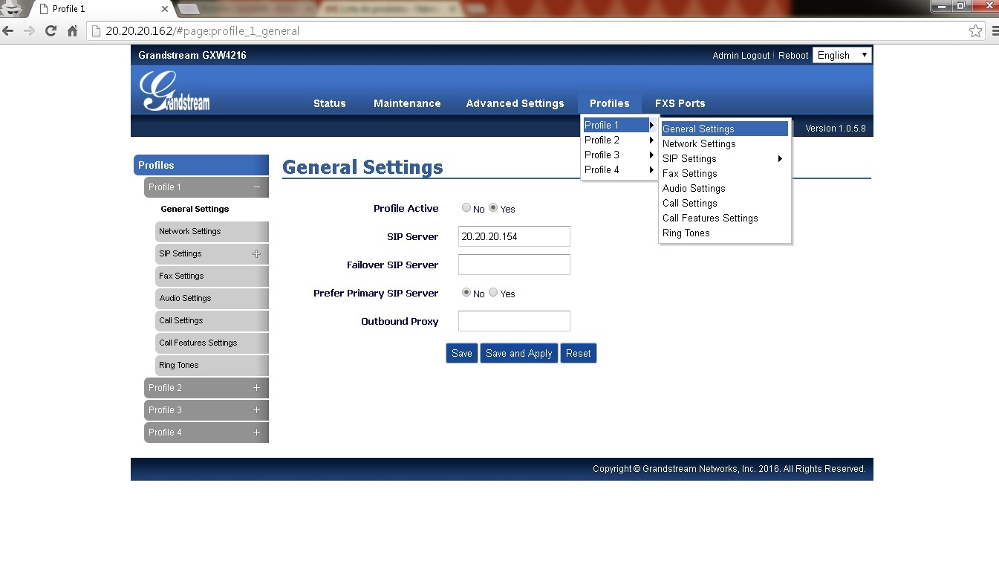 Profile 1
20.20.20.162/#page:profile_1_general
Grandstream GXW4216
Admin Logout | Reboot English
Grandstream
Status Maintenance Advanced Settings Profiles FXS Ports
Version 1.0.5.8
Profile 1
Profile 2
Profile 3
Profile 4
General Settings
Network Settings
SIP Settings
Fax Settings
Audio Settings
Call Settings
Call Features Settings
Ring Tones
Profiles
Profile 1
General Settings
Network Settings
SIP Settings
Fax Settings
Audio Settings
Call Settings
Call Features Settings
Ring Tones
Profile 2
Profile 3
Profile 4
General Settings
Profile Active No Yes
SIP Server 20.20.20.154
Failover SIP Server
Prefer Primary SIP Server No Yes
Outbound Proxy
Save Save and Apply Reset
Copyright © Grandstream Networks, Inc. 2016. All Rights Reserved.